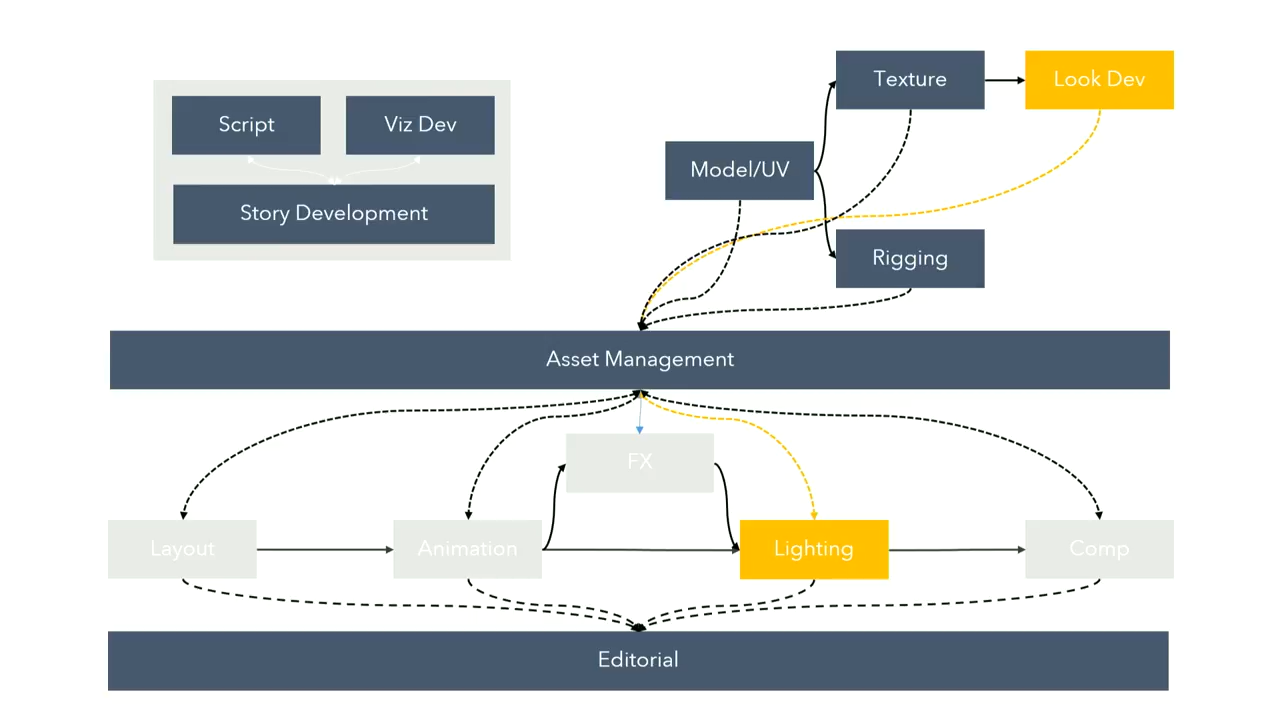 Script
Viz Dev
Story Development
Texture
Look Dev
Model/UV
Rigging
Asset Management
FX
Layout
Animation
Lighting
Comp
Editorial